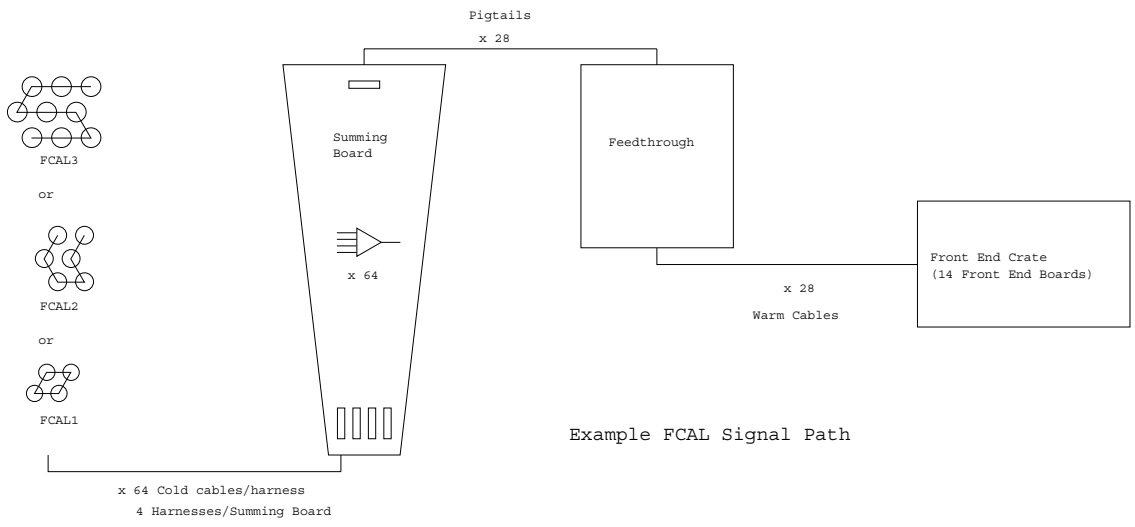 Pigtails
x 28
FCAL3
or
FCAL2
or
FCAL1
Summing
Board
x 64
Feedthrough
Front End Crate
(14 Front End Boards)
x 28
Warm Cables
Example FCAL Signal Path
x 64 Cold cables/harness
4 Harnesses/Summing Board